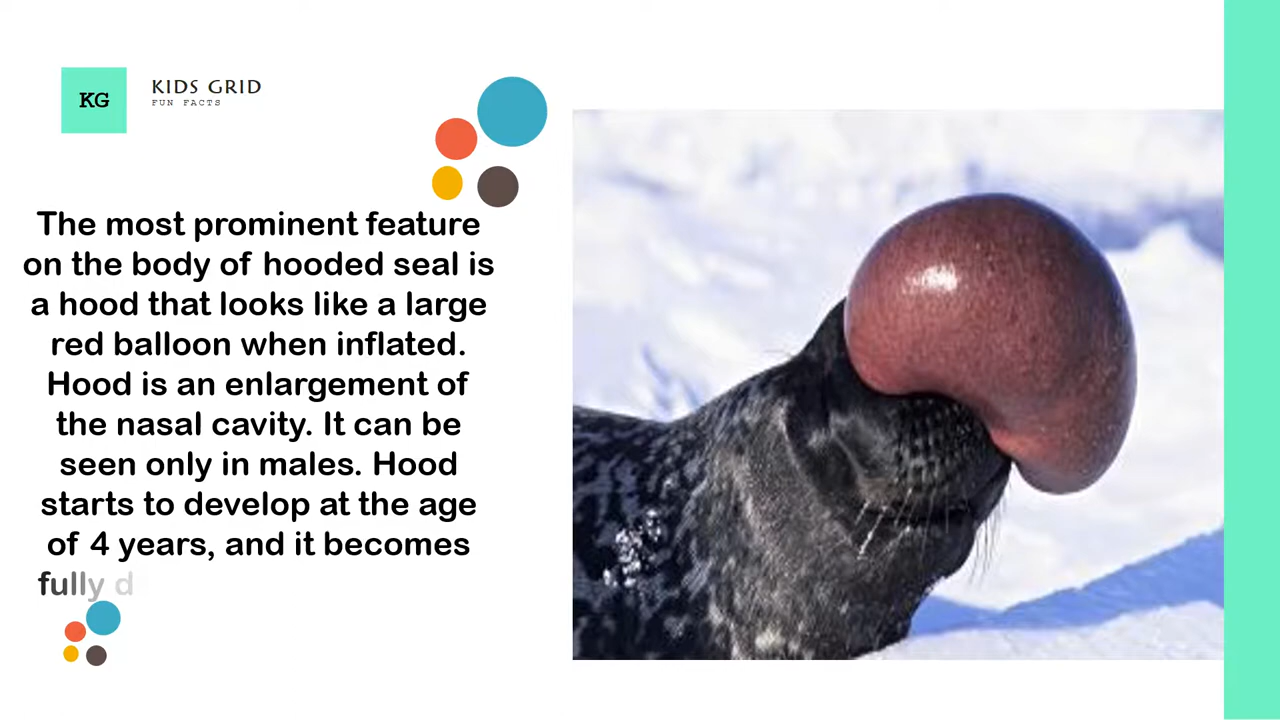 KG
KIDS GRID
FUN FACTS
The most prominent feature
on the body of hooded seal is
a hood that looks like a large
red balloon when inflated.
Hood is an enlargement of
the nasal cavity. It can be
seen only in males. Hood
starts to develop at the age
of 4 years, and it becomes
fully d